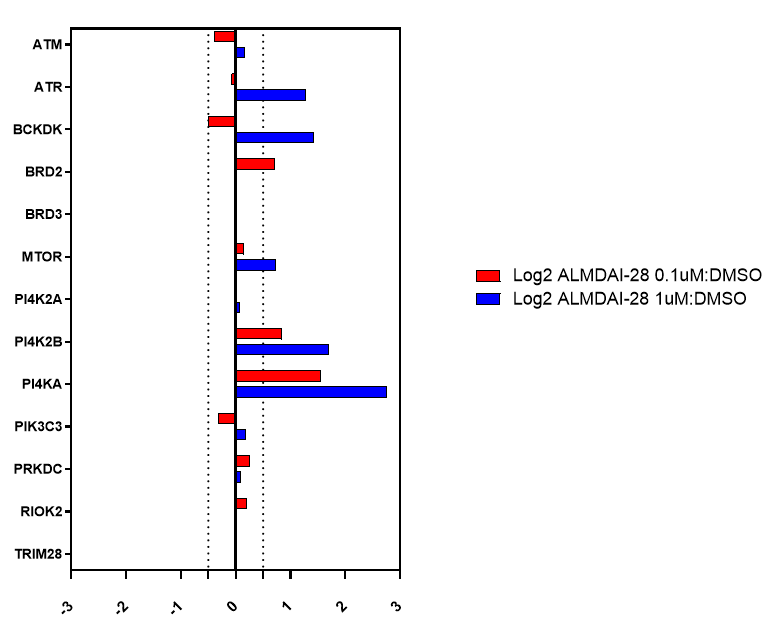 ATM
ATR
BCKDK
BRD2
BRD3
MTOR
PI4K2A
PI4K2B
PI4KA
PIK3C3
PRKDC
RIOK2
TRIM28
-3 -2 -1 0 1 2 3
Log2 ALMDAI-28 0.1uM:DMSO
Log2 ALMDAI-28 1uM:DMSO